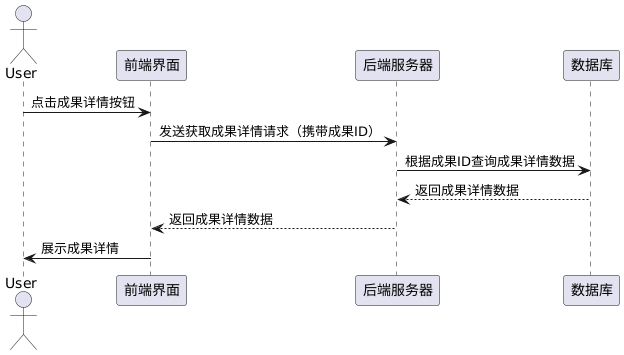 User
前端界面
后端服务器
数据库
点击成果详情按钮
发送获取成果详情请求（携带成果ID）
根据成果ID查询成果详情数据
返回成果详情数据
返回成果详情数据
展示成果详情
User
前端界面
后端服务器
数据库